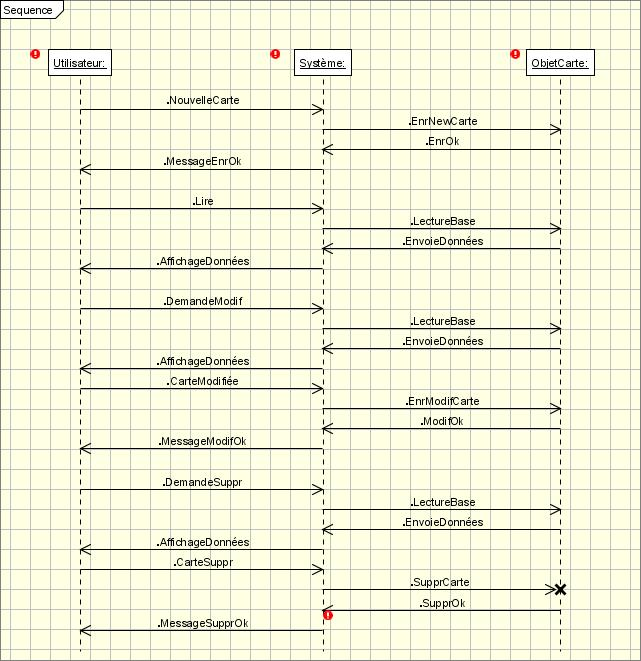 Sequence
Utilisateur:
Système:
ObjetCarte:
.NouvelleCarte
.EnrNewCarte
.EnrOk
.MessageEnrOk
.Lire
.LectureBase
.EnvoieDonnées
.AffichageDonnées
.DemandeModif
.LectureBase
.EnvoieDonnées
.AffichageDonnées
.CarteModifiée
.EnrModifCarte
.ModifOk
.MessageModifOk
.DemandeSuppr
.LectureBase
.EnvoieDonnées
.AffichageDonnées
.CarteSuppr
.SupprCarte
.SupprOk
.MessageSupprOk